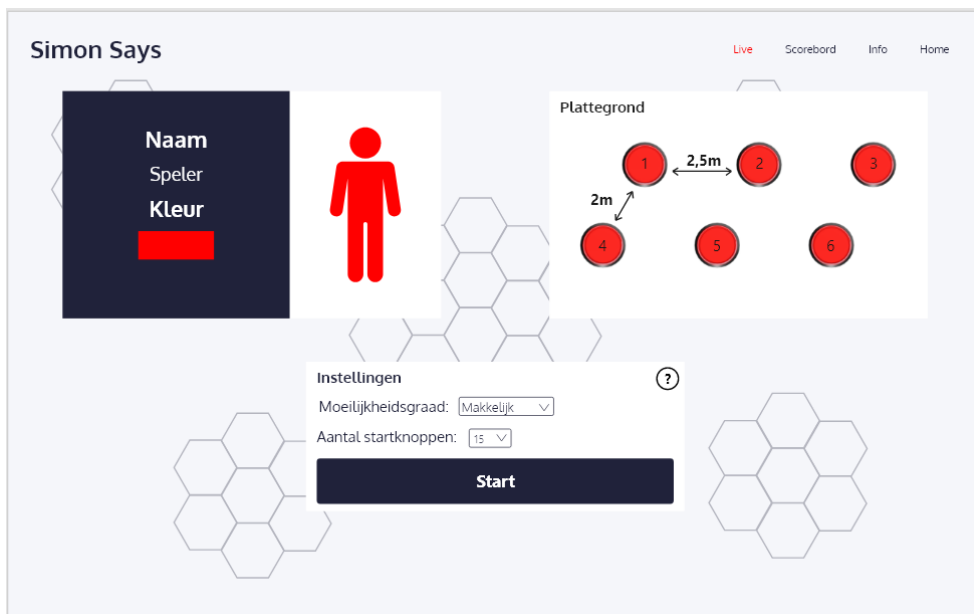 Simon Says
Live Scorebord Info Home
Naam
Speler
Kleur
Plattegrond
1 2,5m 2 3
2m
4 5 6
Instellingen ?
Moeilijkheidsgraad: Makkelijk
Aantal startknoppen: 15
Start